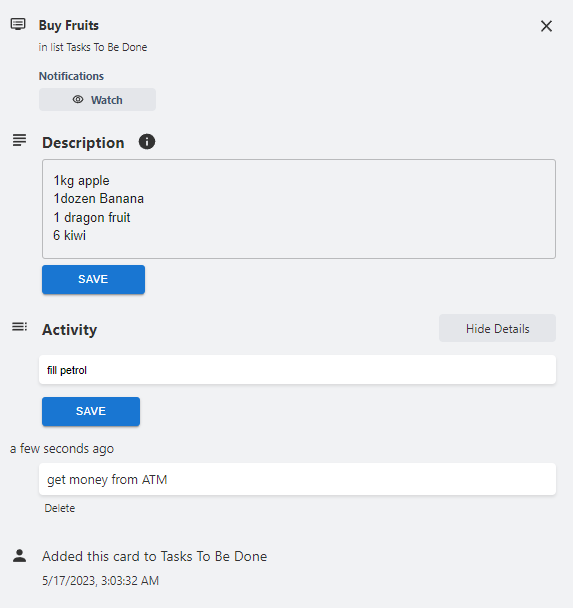 Buy Fruits
in list Tasks To Be Done
Notifications
Watch
Description
1kg apple
1dozen Banana
1 dragon fruit
6 kiwi
SAVE
Activity
Hide Details
fill petrol
SAVE
a few seconds ago
get money from ATM
Delete
Added this card to Tasks To Be Done
5/17/2023, 3:03:32 AM